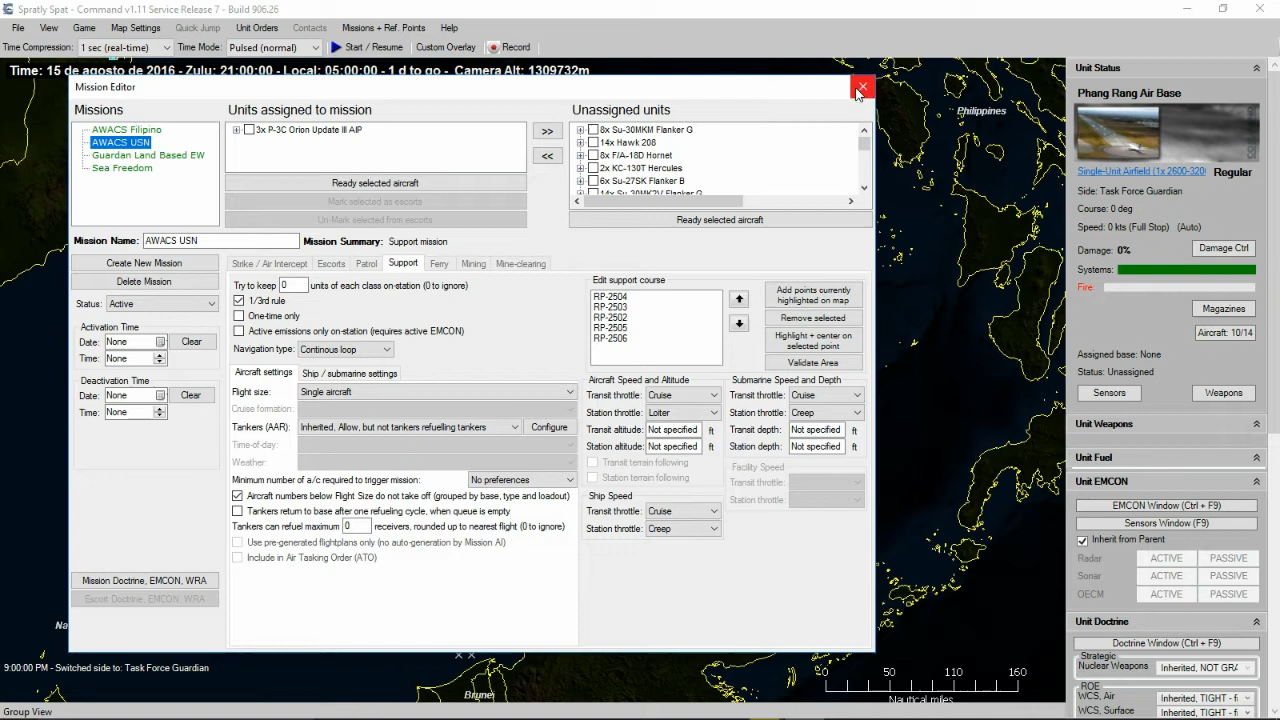 Spratly Spat - Command v1.11 Service Release 7 - Build 906.26
File View Game Map Settings Quick Jump Unit Orders Contacts Missions + Ref. Points Help
Time Compression: 1 sec (real-time) Time Mode: Pulsed (normal) Start / Resume Custom Overlay Record
Time: 15 de agosto de 2016 - Zulu: 21:00:00 - Local: 05:00:00 - 1 d to go - Camera Alt: 1309732m
Mission Editor
Missions
AWACS Filipino
AWACS USN
Guardan Land Based EW
Sea Freedom
Units assigned to mission
3x P-3C Orion Update III AIP
Ready selected aircraft
Mark selected as escorts
Un-Mark selected from escorts
>>
<<
Unassigned units
8x Su-30MKM Flanker G
14x Hawk 208
8x F/A-18D Hornet
2x KC-130T Hercules
6x Su-27SK Flanker B
14x Su-30MK2V Flanker G
Ready selected aircraft
Mission Name: AWACS USN Mission Summary: Support mission
Create New Mission
Delete Mission
Status: Active
Activation Time
Date: None Clear
Time: None
Deactivation Time
Date: None Clear
Time: None
Mission Doctrine, EMCON, WRA
Escort Doctrine, EMCON, WRA
Strike / Air Intercept Escorts Patrol Support Ferry Mining Mine-clearing
Try to keep 0 units of each class on-station (0 to ignore)
1/3rd rule
One-time only
Active emissions only on-station (requires active EMCON)
Navigation type: Continous loop
Aircraft settings Ship / submarine settings
Flight size: Single aircraft
Cruise formation:
Tankers (AAR): Inherited, Allow, but not tankers refuelling tankers Configure
Time-of-day:
Weather:
Minimum number of a/c required to trigger mission: No preferences
Aircraft numbers below Flight Size do not take off (grouped by base, type and loadout)
Tankers return to base after one refueling cycle, when queue is empty
Tankers can refuel maximum 0 receivers, rounded up to nearest flight (0 to ignore)
Use pre-generated flightplans only (no auto-generation by Mission AI)
Include in Air Tasking Order (ATO)
Edit support course
RP-2504
RP-2503
RP-2502
RP-2505
RP-2506
Add points currently
highlighted on map
Remove selected
Highlight + center on
selected point
Validate Area
Aircraft Speed and Altitude
Transit throttle: Cruise
Station throttle: Loiter
Transit altitude: Not specified ft
Station altitude: Not specified ft
Transit terrain following
Station terrain following
Ship Speed
Transit throttle: Cruise
Station throttle: Creep
Submarine Speed and Depth
Transit throttle: Cruise
Station throttle: Creep
Transit depth: Not specified ft
Station depth: Not specified ft
Facility Speed
Transit throttle:
Station throttle:
Philippines
Brunei
9:00:00 PM - Switched side to: Task Force Guardian
0 50 110 160
Nautical miles
Group View
Unit Status
Phang Rang Air Base
Single-Unit Airfield (1x 2600-320 Regular
Side: Task Force Guardian
Course: 0 deg
Speed: 0 kts (Full Stop) (Auto)
Damage: 0% Damage Ctrl
Systems:
Fire:
Magazines
Aircraft: 10/14
Assigned base: None
Status: Unassigned
Sensors Weapons
Unit Weapons
Unit Fuel
Unit EMCON
EMCON Window (Ctrl + F9)
Sensors Window (F9)
Inherit from Parent
Radar ACTIVE PASSIVE
Sonar ACTIVE PASSIVE
OECM ACTIVE PASSIVE
Unit Doctrine
Doctrine Window (Ctrl + F9)
Strategic
Nuclear Weapons Inherited, NOT GRA
ROE
WCS, Air Inherited, TIGHT - fi
WCS, Surface Inherited, TIGHT - fi